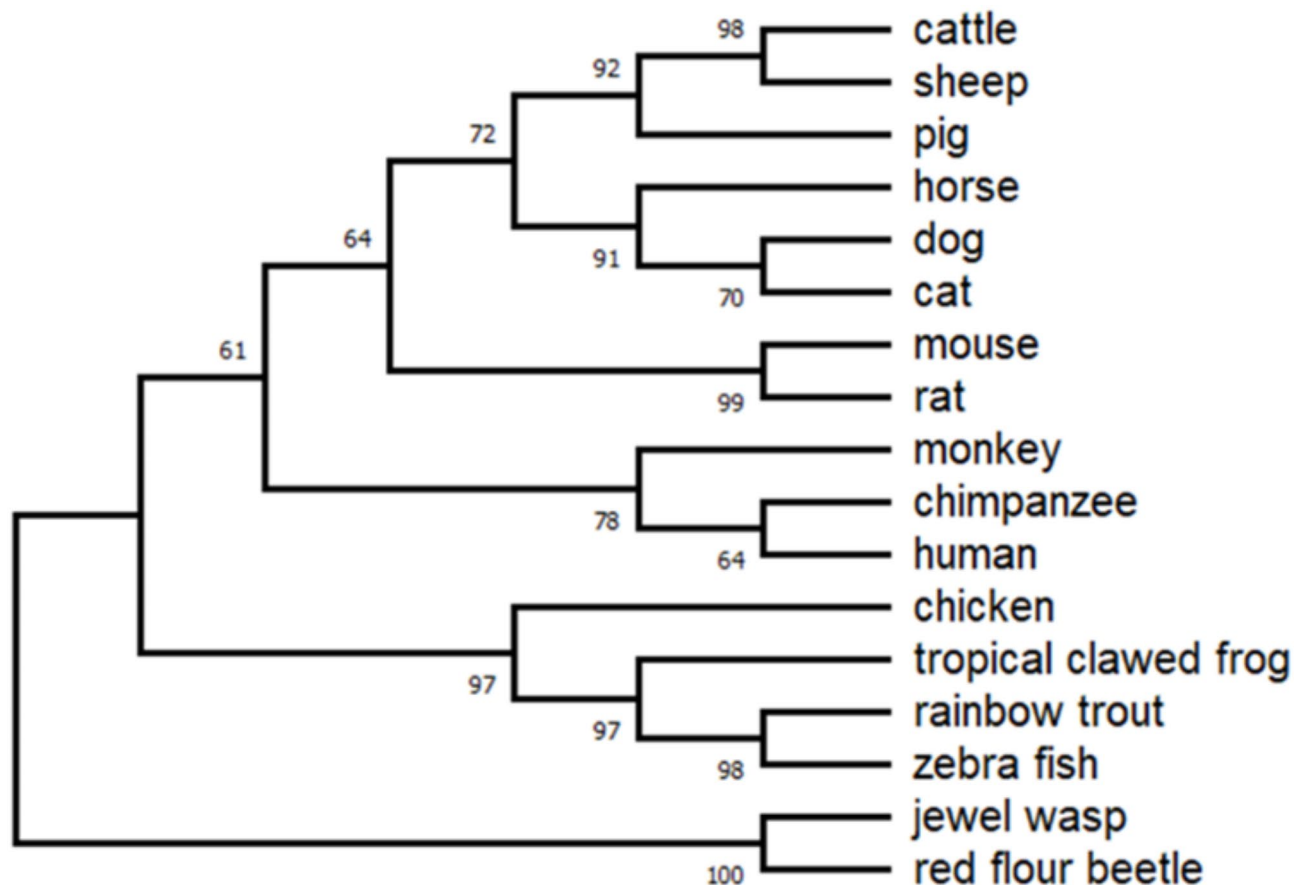 98
cattle
92
sheep
72
pig
horse
64
dog
91
70
cat
61
mouse
99
rat
monkey
78
chimpanzee
64
human
chicken
97
tropical clawed frog
97
rainbow trout
98
zebra fish
jewel wasp
100
red flour beetle